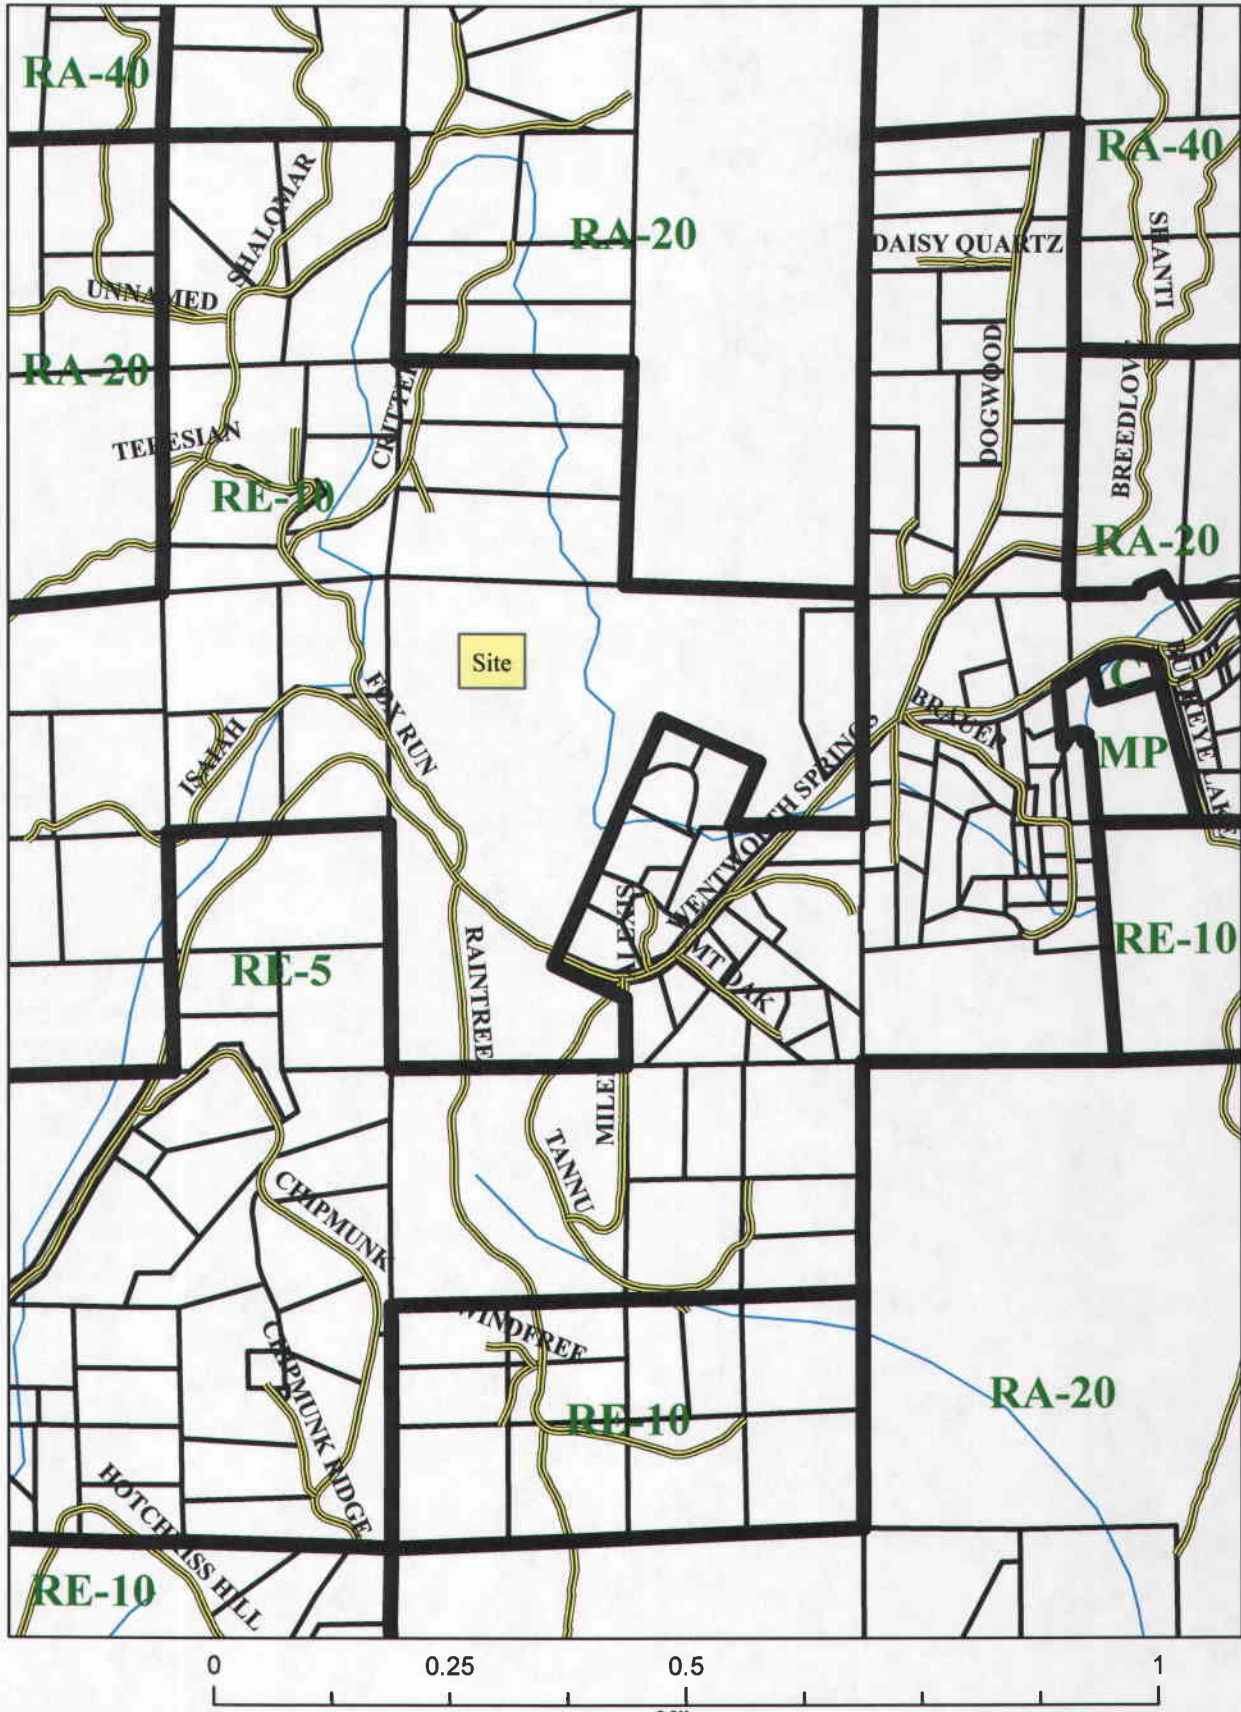 RA-40
RA-40
SHALOMAR
RA-20
DAISY QUARTZ
SHANTI
UNNAMED
RA-20
DOGWOOD
BREEDLOVE
CRITTER
TERESIAN
RE-10
RA-20
Site
C
BUCKEYE LAKE
FOX RUN
BRAUER
ISAIAH
MP
WENTWORTH SPRINGS
RAINTREE
MT OAK
RE-10
RE-5
MILE
TANNU
CHIPMUNK
WINDFREE
CHIPMUNK RIDGE
RA-20
RE-10
HOTCHKISS HILL
RE-10
0 0.25 0.5 1